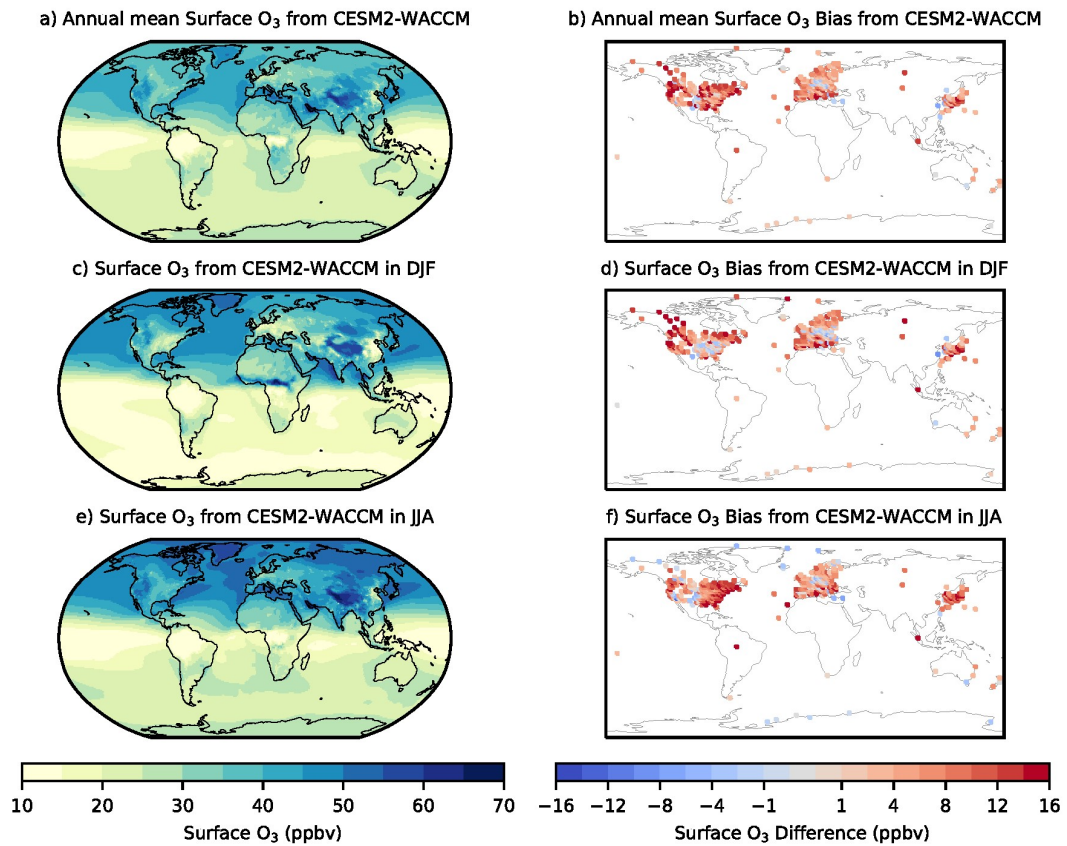 a) Annual mean Surface O₃ from CESM2-WACCM
b) Annual mean Surface O₃ Bias from CESM2-WACCM
c) Surface O₃ from CESM2-WACCM in DJF
d) Surface O₃ Bias from CESM2-WACCM in DJF
e) Surface O₃ from CESM2-WACCM in JJA
f) Surface O₃ Bias from CESM2-WACCM in JJA
10 20 30 40 50 60 70
Surface O₃ (ppbv)
−16 −12 −8 −4 −1 1 4 8 12 16
Surface O₃ Difference (ppbv)